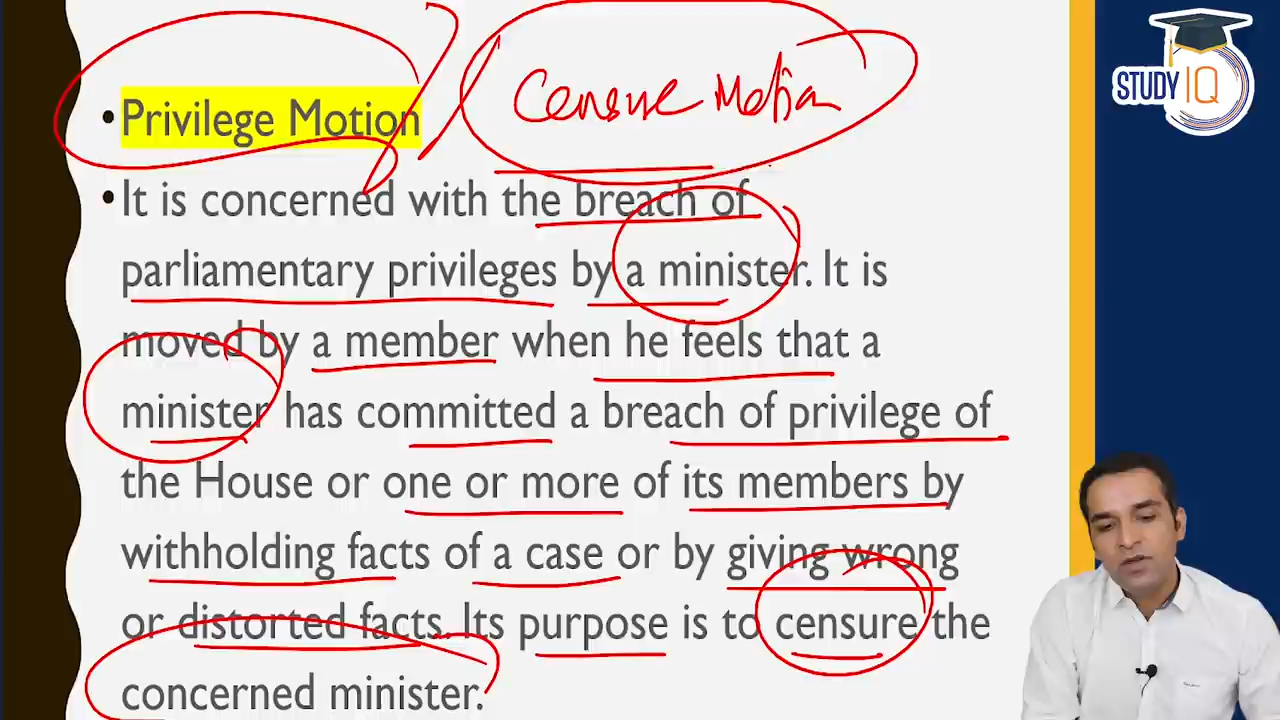 • Privilege Motion
Censure Motion
• It is concerned with the breach of
parliamentary privileges by a minister. It is
moved by a member when he feels that a
minister has committed a breach of privilege of
the House or one or more of its members by
withholding facts of a case or by giving wrong
or distorted facts. Its purpose is to censure the
concerned minister.
STUDY IQ